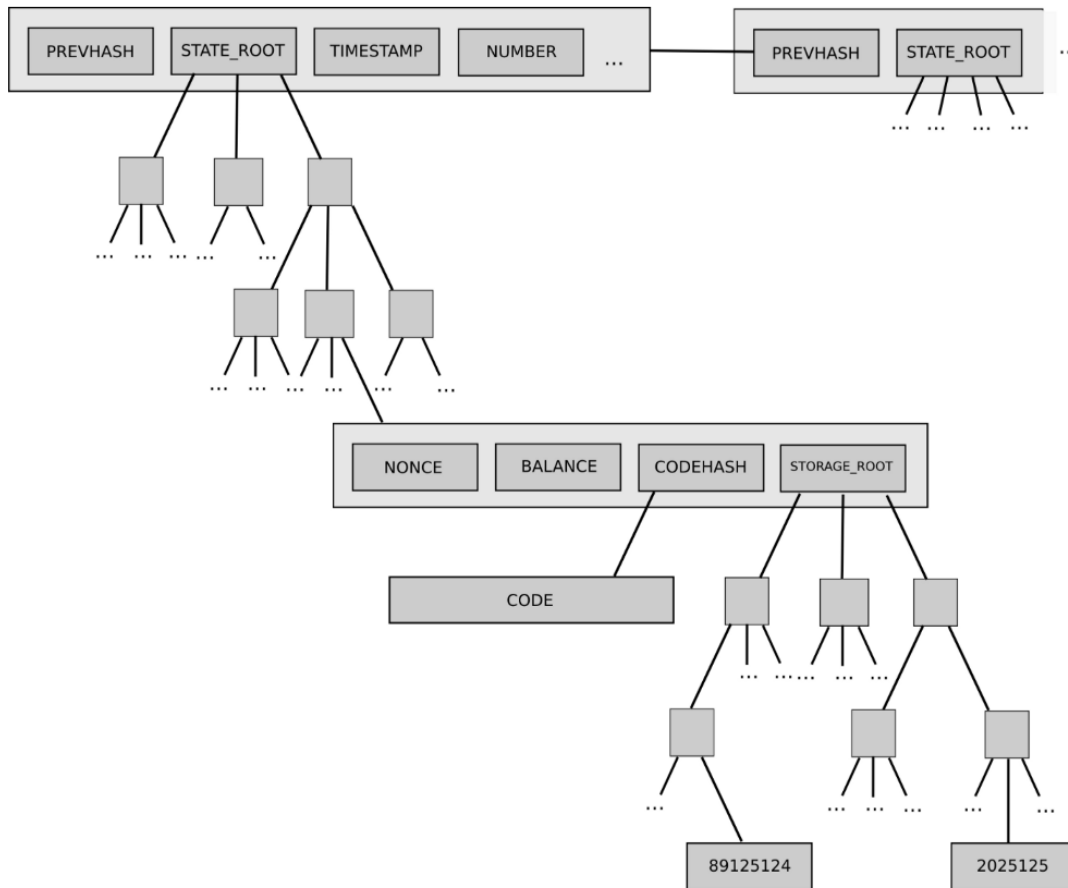 PREVHASH STATE_ROOT TIMESTAMP NUMBER ... PREVHASH STATE_ROOT ...
... ... ... ...
... ... ... ... ...
... ... ... ... ... ... ...
NONCE BALANCE CODEHASH STORAGE_ROOT
CODE
... ... ... ... ...
... ... ... ... ... ...
89125124 2025125